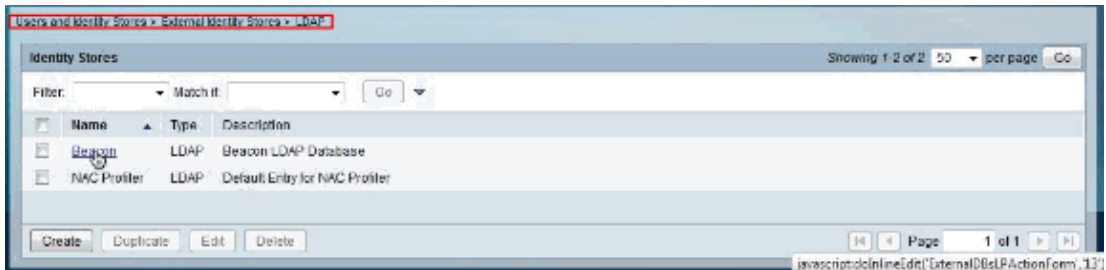 Users and Identity Stores > External Identity Stores > LDAP
Identity Stores Showing 1-2 of 2 50 per page Go
Filter: Match if: Go
Name Type Description
Beacon LDAP Beacon LDAP Database
NAC Profiler LDAP Default Entry for NAC Profiler
Create Duplicate Edit Delete Page 1 of 1
javascript:doInlineEdit('ExternalDBsLPActionForm','13')